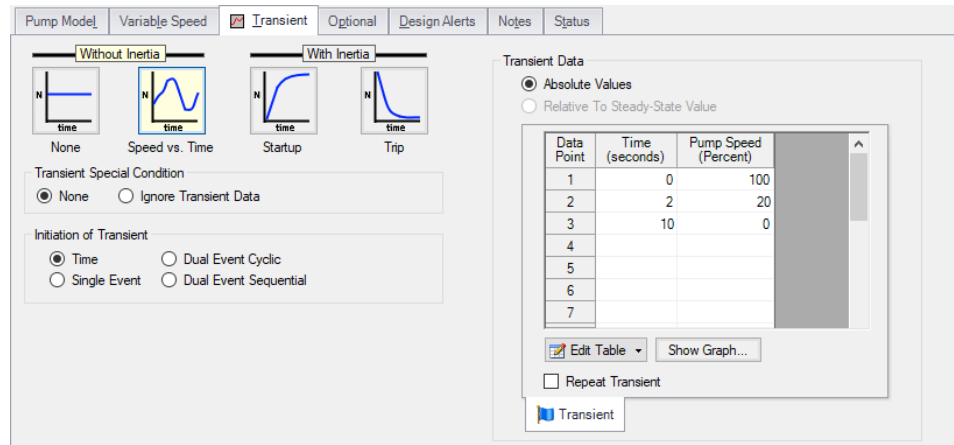 Pump Model Variable Speed Transient Optional Design Alerts Notes Status
Without Inertia With Inertia
N time N time N time N time
None Speed vs. Time Startup Trip
Transient Special Condition
None Ignore Transient Data
Initiation of Transient
Time Dual Event Cyclic
Single Event Dual Event Sequential
Transient Data
Absolute Values
Relative To Steady-State Value
Data Point Time (seconds) Pump Speed (Percent)
1 0 100
2 2 20
3 10 0
4
5
6
7
Edit Table Show Graph...
Repeat Transient
Transient